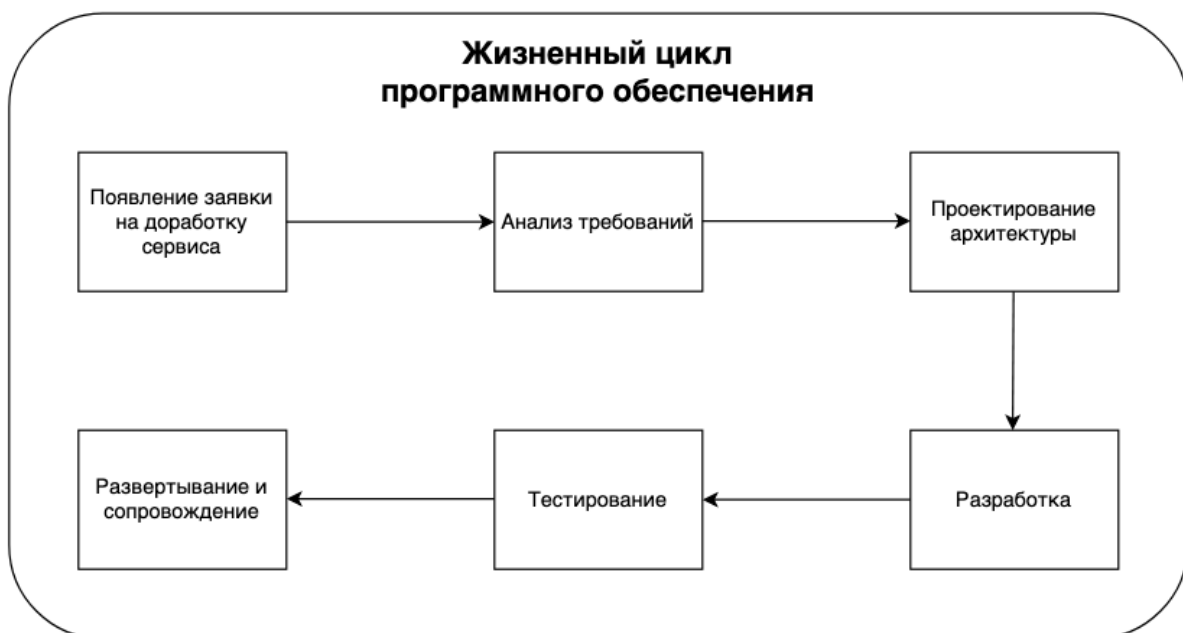 Жизненный цикл
программного обеспечения
Появление заявки
на доработку
сервиса
Анализ требований
Проектирование
архитектуры
Разработка
Тестирование
Развертывание и
сопровождение